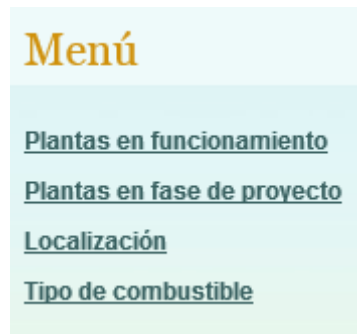 Menú
Plantas en funcionamiento
Plantas en fase de proyecto
Localización
Tipo de combustible